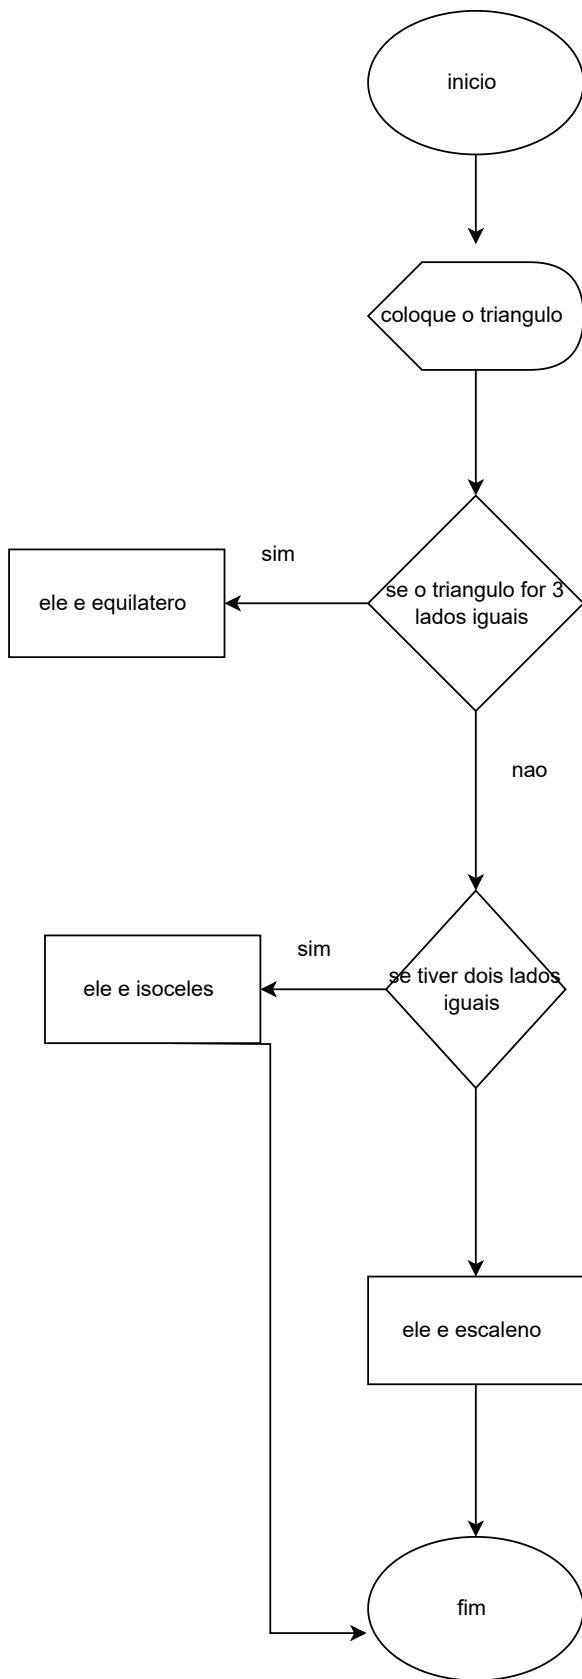 inicio
coloque o triangulo
sim
se o triangulo for 3
lados iguais
ele e equilatero
nao
sim
se tiver dois lados
iguais
ele e isoceles
ele e escaleno
fim